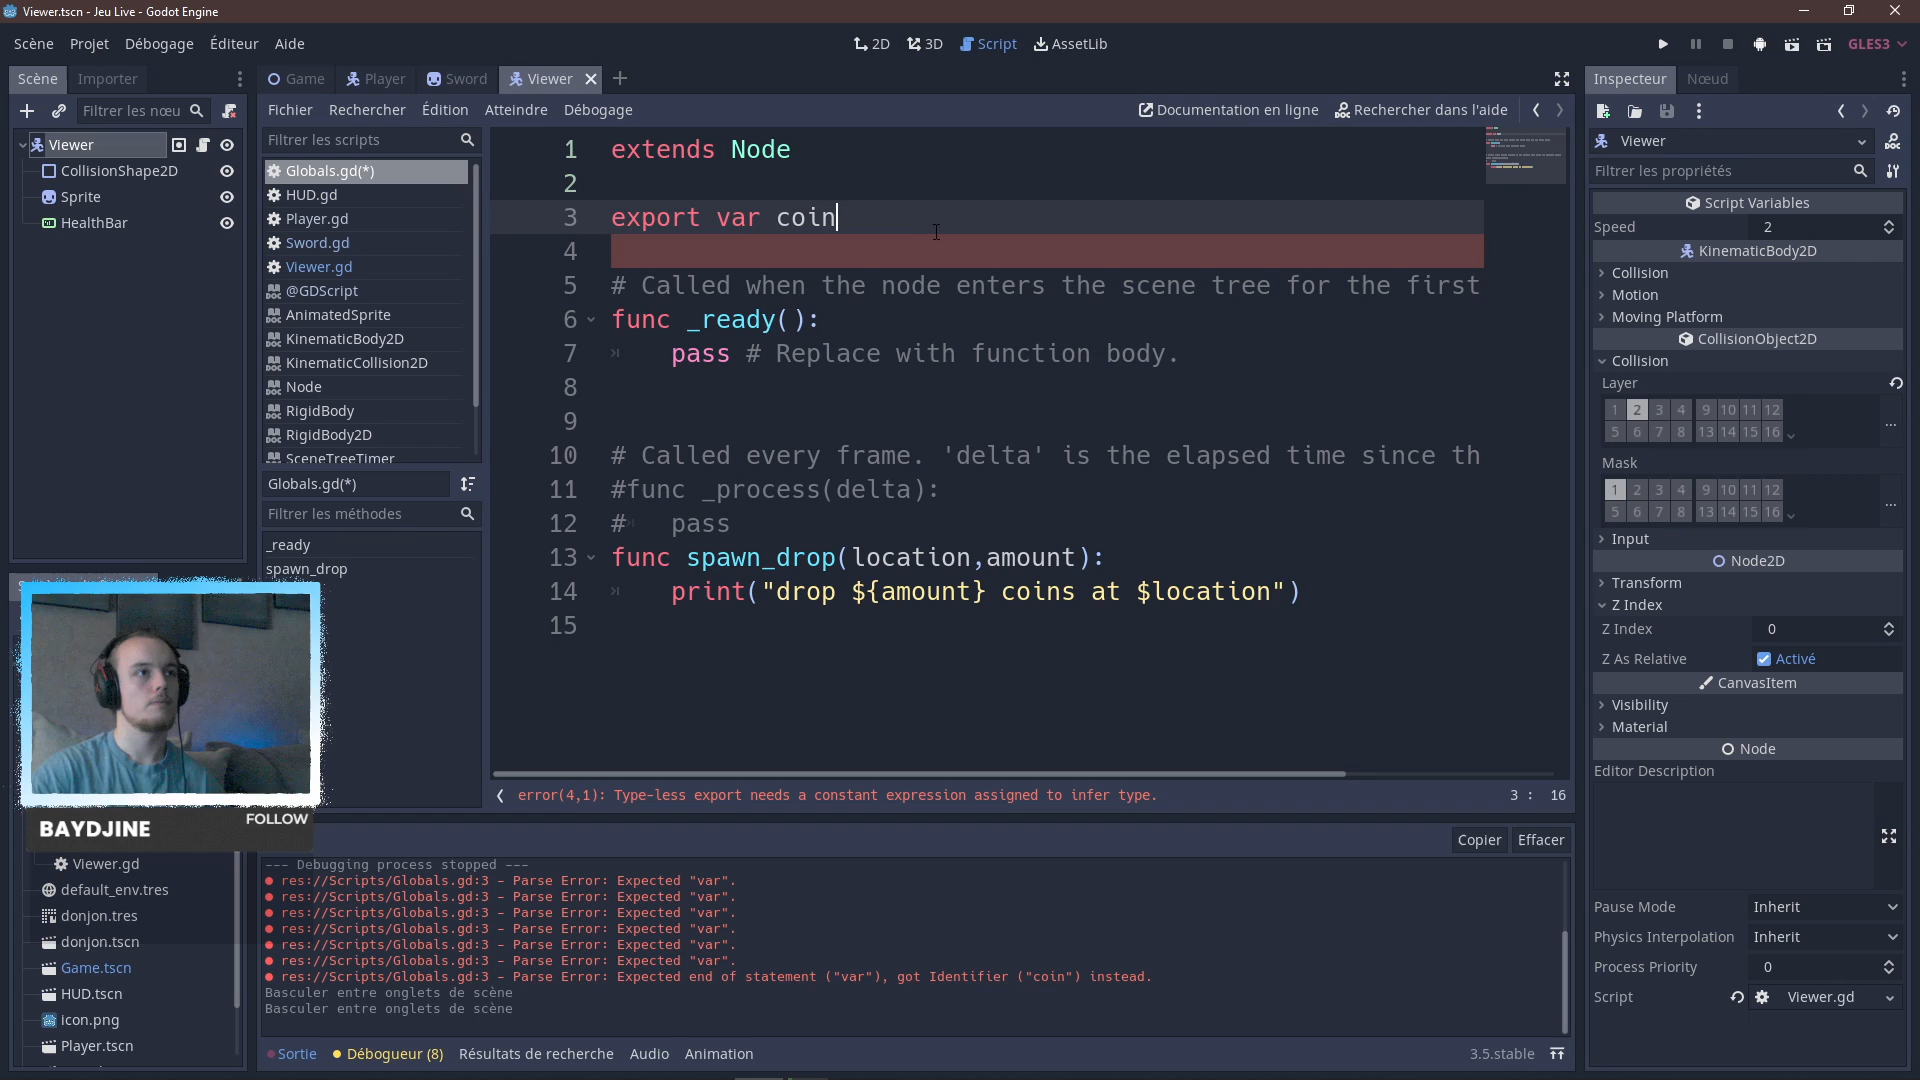 Viewer.tscn - Jeu Live - Godot Engine
Scène Projet Débogage Éditeur Aide
2D 3D Script AssetLib
GLES3
Scène Importer
Filtrer les nœu
Viewer
CollisionShape2D
Sprite
HealthBar
Game Player Sword Viewer
Fichier Rechercher Édition Atteindre Débogage
Documentation en ligne Rechercher dans l'aide
Filtrer les scripts
Globals.gd(*)
HUD.gd
Player.gd
Sword.gd
Viewer.gd
@GDScript
AnimatedSprite
KinematicBody2D
KinematicCollision2D
Node
RigidBody
RigidBody2D
SceneTreeTimer
Globals.gd(*)
Filtrer les méthodes
_ready
spawn_drop
1 extends Node
2
3 export var coin
4
5 # Called when the node enters the scene tree for the first
6 func _ready():
7 pass # Replace with function body.
8
9
10 # Called every frame. 'delta' is the elapsed time since th
11 #func _process(delta):
12 # pass
13 func spawn_drop(location,amount):
14 print("drop ${amount} coins at $location")
15
error(4,1): Type-less export needs a constant expression assigned to infer type.
3 : 16
BAYDJINE
FOLLOW
Viewer.gd
default_env.tres
donjon.tres
donjon.tscn
Game.tscn
HUD.tscn
icon.png
Player.tscn
Copier Effacer
--- Debugging process stopped ---
res://Scripts/Globals.gd:3 - Parse Error: Expected "var".
res://Scripts/Globals.gd:3 - Parse Error: Expected "var".
res://Scripts/Globals.gd:3 - Parse Error: Expected "var".
res://Scripts/Globals.gd:3 - Parse Error: Expected "var".
res://Scripts/Globals.gd:3 - Parse Error: Expected "var".
res://Scripts/Globals.gd:3 - Parse Error: Expected "var".
res://Scripts/Globals.gd:3 - Parse Error: Expected end of statement ("var"), got Identifier ("coin") instead.
Basculer entre onglets de scène
Basculer entre onglets de scène
Sortie Débogueur (8) Résultats de recherche Audio Animation
3.5.stable
Inspecteur Nœud
Viewer
Filtrer les propriétés
Script Variables
Speed 2
KinematicBody2D
Collision
Motion
Moving Platform
CollisionObject2D
Collision
Layer
1 2 3 4 9 10 11 12
5 6 7 8 13 14 15 16
...
Mask
1 2 3 4 9 10 11 12
5 6 7 8 13 14 15 16
...
Input
Node2D
Transform
Z Index
Z Index 0
Z As Relative Activé
CanvasItem
Visibility
Material
Node
Editor Description
Pause Mode Inherit
Physics Interpolation Inherit
Process Priority 0
Script Viewer.gd